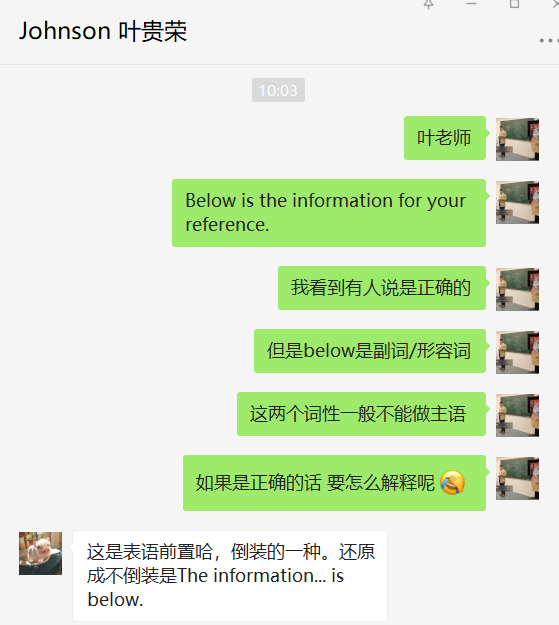 Johnson 叶贵荣
10:03
叶老师
Below is the information for your
reference.
我看到有人说是正确的
但是below是副词/形容词
这两个词性一般不能做主语
如果是正确的话 要怎么解释呢 😂
这是表语前置哈，倒装的一种。还原
成不倒装是The information... is
below.